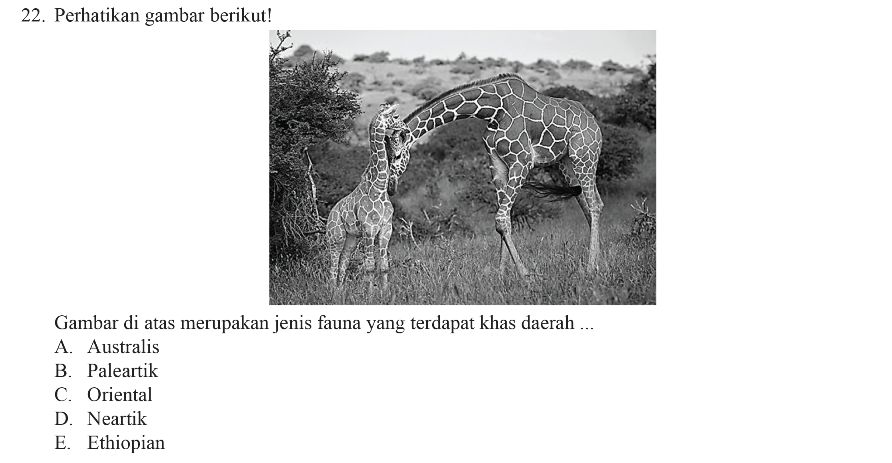 22. Perhatikan gambar berikut!
Gambar di atas merupakan jenis fauna yang terdapat khas daerah ...
A. Australis
B. Paleartik
C. Oriental
D. Neartik
E. Ethiopian